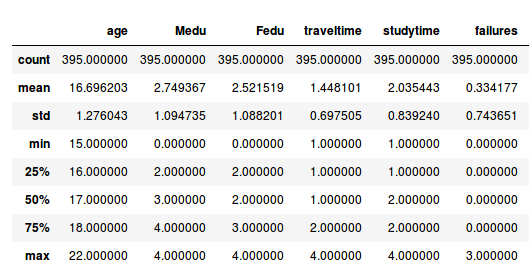 age Medu Fedu traveltime studytime failures
count 395.000000 395.000000 395.000000 395.000000 395.000000 395.000000
mean 16.696203 2.749367 2.521519 1.448101 2.035443 0.334177
std 1.276043 1.094735 1.088201 0.697505 0.839240 0.743651
min 15.000000 0.000000 0.000000 1.000000 1.000000 0.000000
25% 16.000000 2.000000 2.000000 1.000000 1.000000 0.000000
50% 17.000000 3.000000 2.000000 1.000000 2.000000 0.000000
75% 18.000000 4.000000 3.000000 2.000000 2.000000 0.000000
max 22.000000 4.000000 4.000000 4.000000 4.000000 3.000000